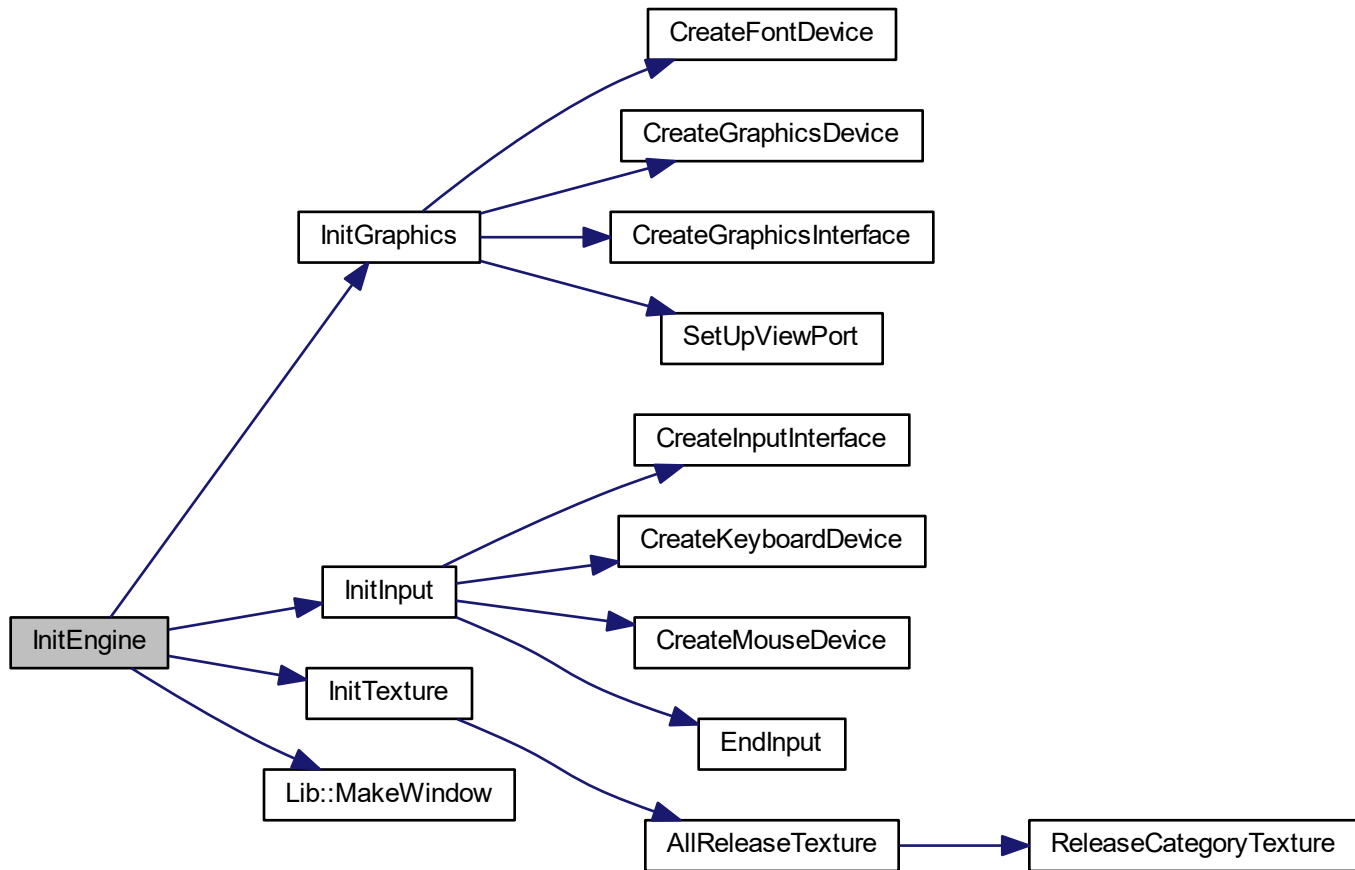 CreateFontDevice
CreateGraphicsDevice
InitGraphics
CreateGraphicsInterface
SetUpViewPort
CreateInputInterface
CreateKeyboardDevice
InitInput
InitEngine
CreateMouseDevice
InitTexture
EndInput
Lib::MakeWindow
AllReleaseTexture
ReleaseCategoryTexture